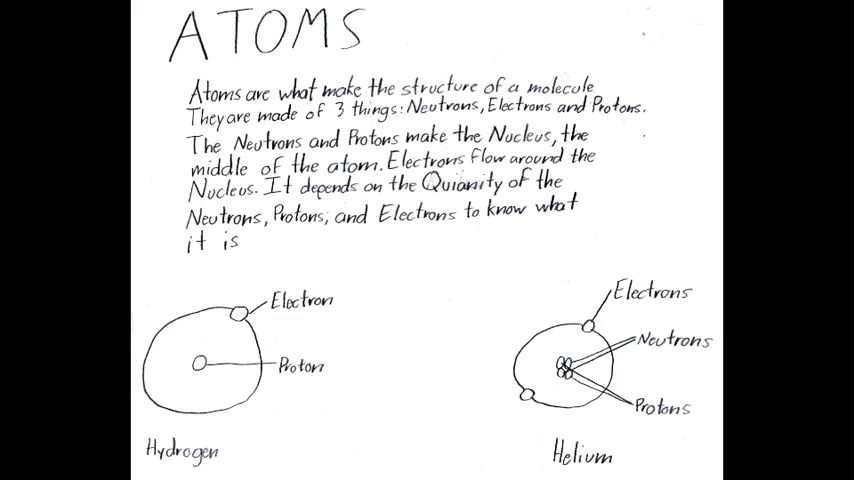 ATOMS
Atoms are what make the structure of a molecule
They are made of 3 things: Neutrons, Electrons and Protons.
The Neutrons and Protons make the Nucleus, the
middle of the atom. Electrons flow around the
Nucleus. It depends on the Quianity of the
Neutrons, Protons, and Electrons to know what
it is
Electron
Proton
Hydrogen
Electrons
Neutrons
Protons
Helium